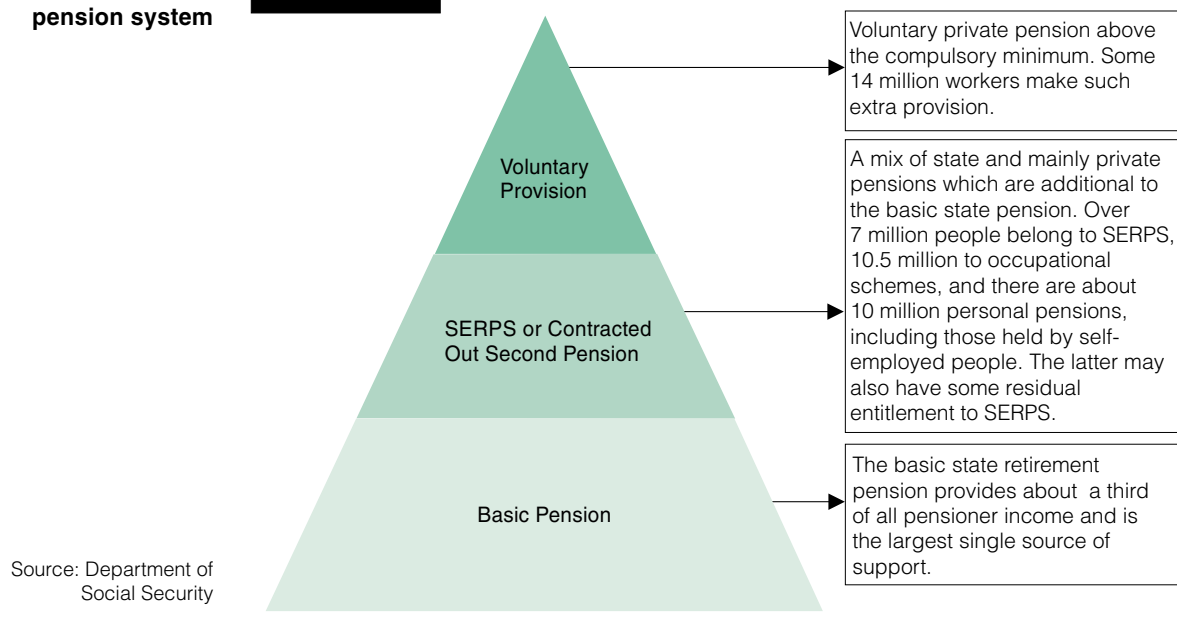 pension system
Voluntary private pension above
the compulsory minimum. Some
14 million workers make such
extra provision.
Voluntary
Provision
A mix of state and mainly private
pensions which are additional to
the basic state pension. Over
7 million people belong to SERPS,
10.5 million to occupational
schemes, and there are about
10 million personal pensions,
including those held by self-
employed people. The latter may
also have some residual
entitlement to SERPS.
SERPS or Contracted
Out Second Pension
The basic state retirement
pension provides about a third
of all pensioner income and is
the largest single source of
support.
Basic Pension
Source: Department of
Social Security